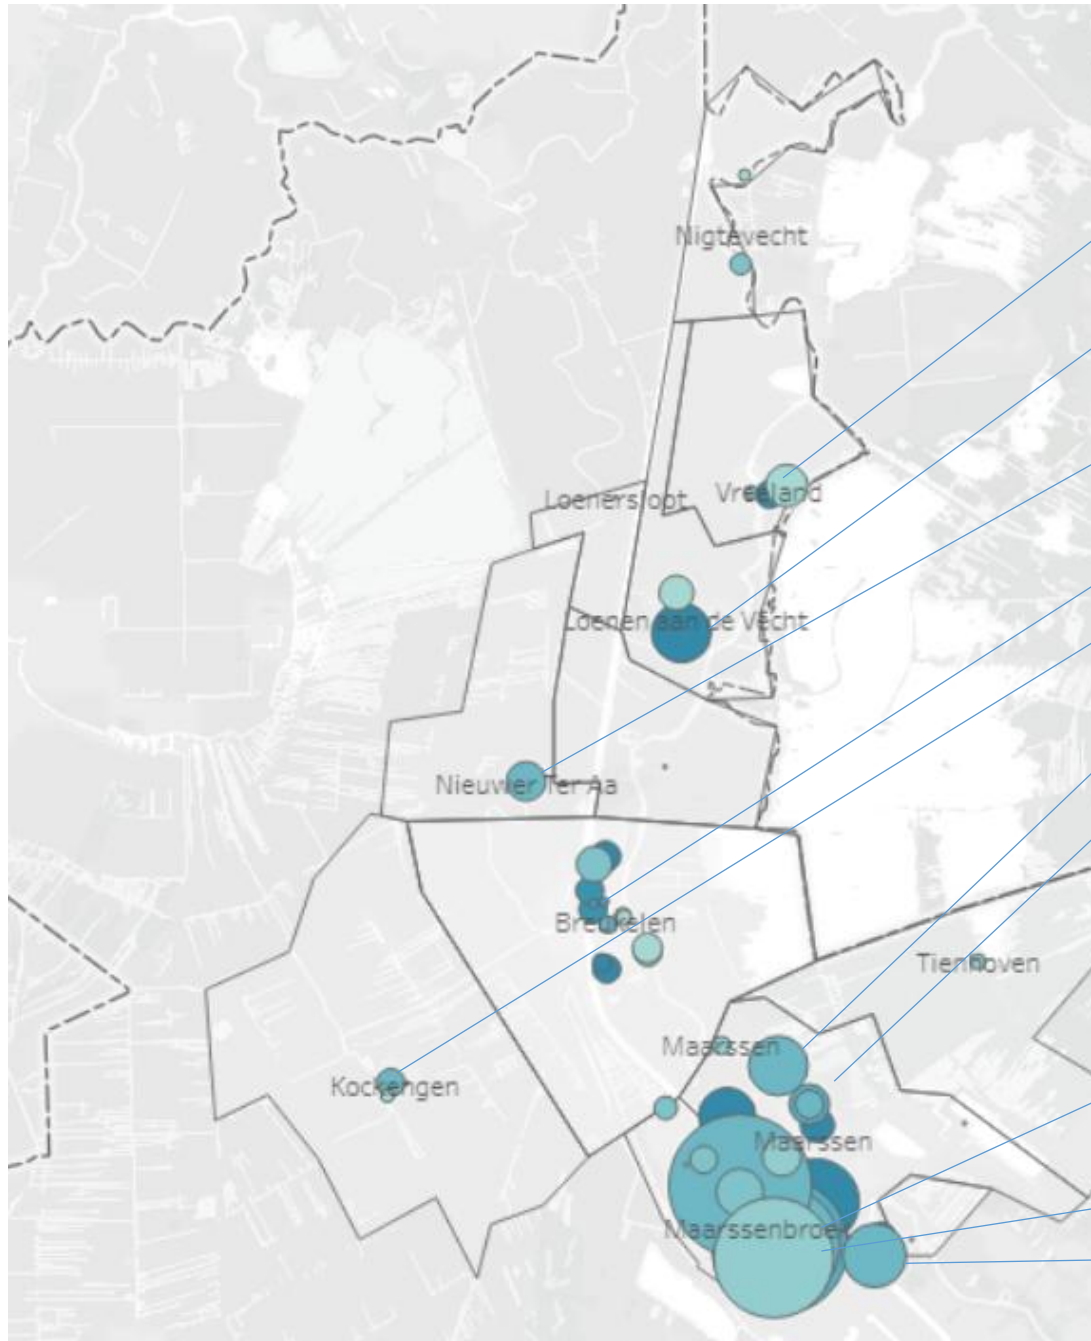 Nigtevecht
Loenersloot
Vreeland
Loenen aan de Vecht
Nieuwer Ter Aa
Breukelen
Tienhoven
Maarssen
Kockengen
Maarssen
Maarssenbroek